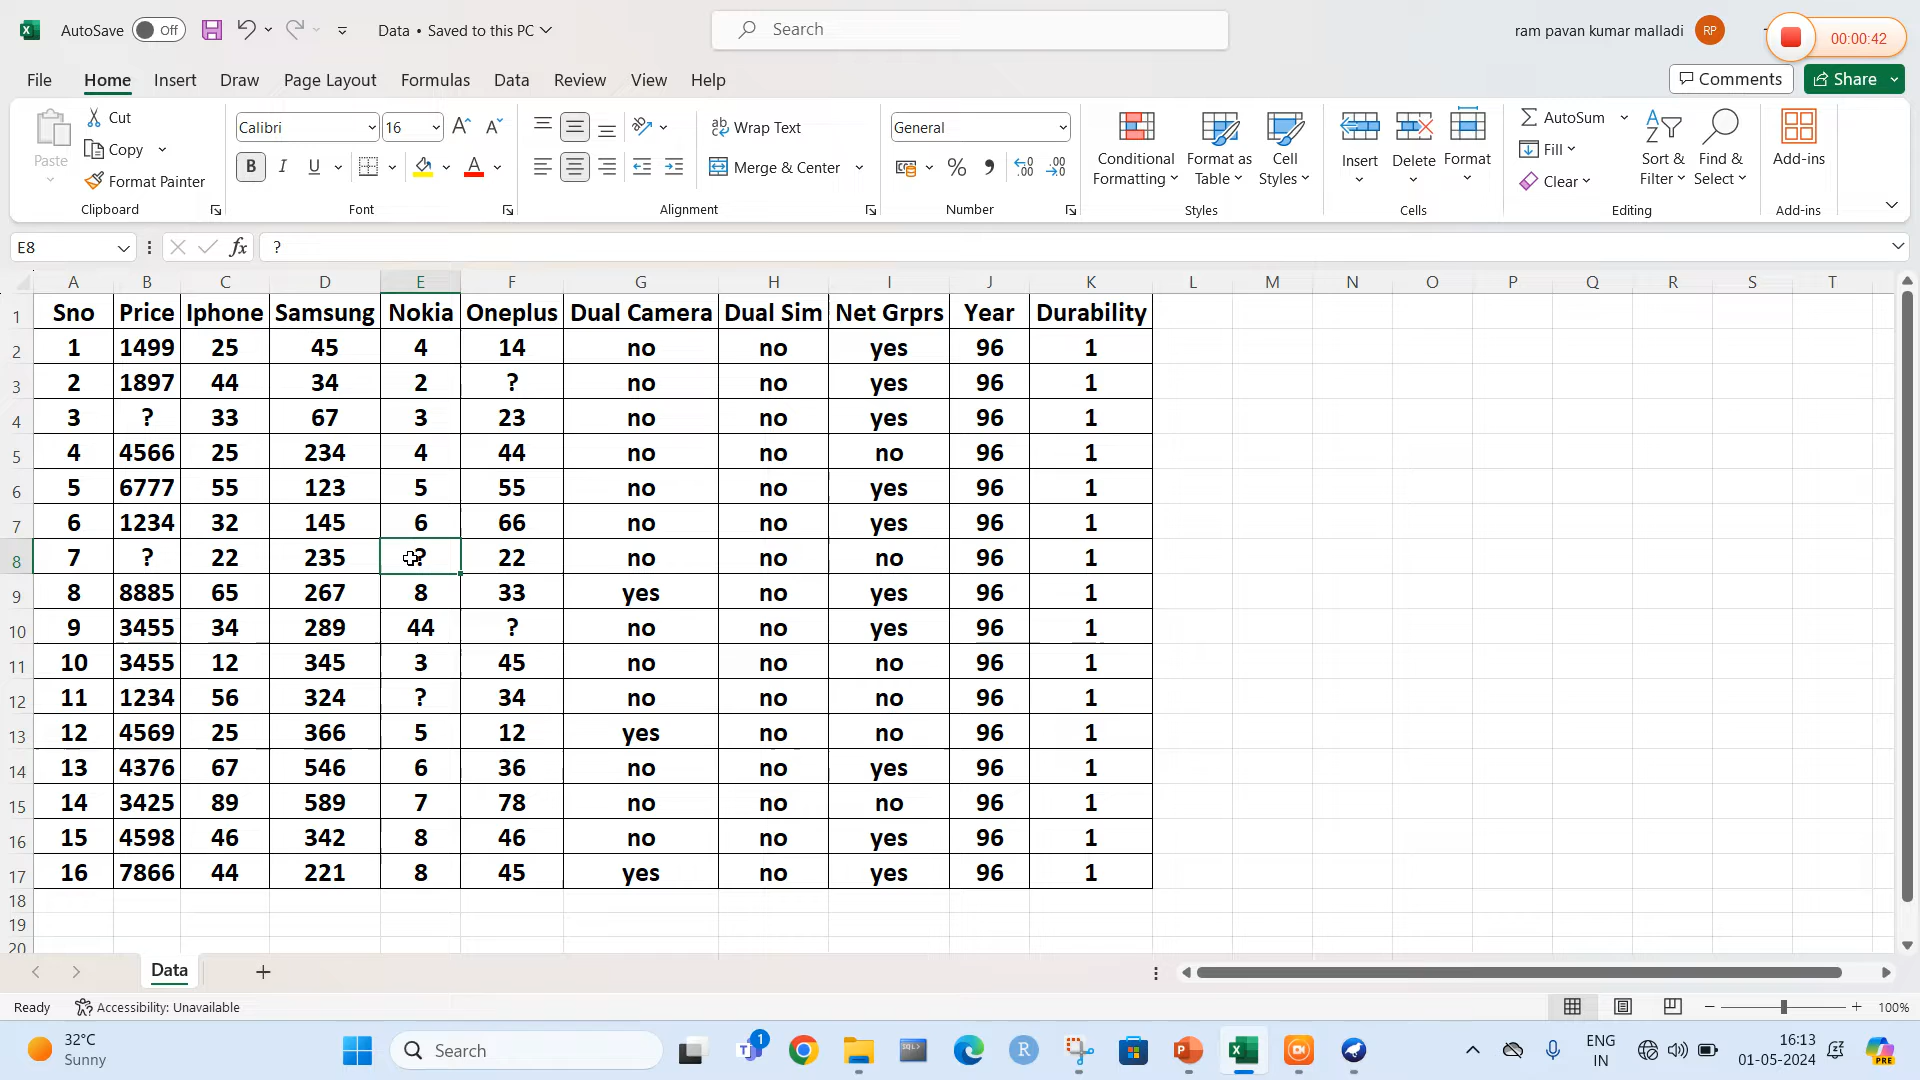 AutoSave Off Data • Saved to this PC Search ram pavan kumar malladi RP 00:00:42
File Home Insert Draw Page Layout Formulas Data Review View Help Comments Share
Paste Cut Copy Format Painter Clipboard
Calibri 16 B I U A Font
Wrap Text Merge & Center Alignment
General % Number
Conditional Formatting Format as Table Cell Styles Styles
Insert Delete Format Cells
AutoSum Fill Clear Sort & Filter Find & Select Editing
Add-ins Add-ins
E8 fx ?
A B C D E F G H I J K L M N O P Q R S T
1 Sno Price Iphone Samsung Nokia Oneplus Dual Camera Dual Sim Net Grprs Year Durability
2 1 1499 25 45 4 14 no no yes 96 1
3 2 1897 44 34 2 ? no no yes 96 1
4 3 ? 33 67 3 23 no no yes 96 1
5 4 4566 25 234 4 44 no no no 96 1
6 5 6777 55 123 5 55 no no yes 96 1
7 6 1234 32 145 6 66 no no yes 96 1
8 7 ? 22 235 ? 22 no no no 96 1
9 8 8885 65 267 8 33 yes no yes 96 1
10 9 3455 34 289 44 ? no no yes 96 1
11 10 3455 12 345 3 45 no no no 96 1
12 11 1234 56 324 ? 34 no no no 96 1
13 12 4569 25 366 5 12 yes no no 96 1
14 13 4376 67 546 6 36 no no yes 96 1
15 14 3425 89 589 7 78 no no no 96 1
16 15 4598 46 342 8 46 no no yes 96 1
17 16 7866 44 221 8 45 yes no yes 96 1
18
19
20
Data
Ready Accessibility: Unavailable 100%
32°C Sunny Search 1 ENG IN 16:13 01-05-2024 PRE